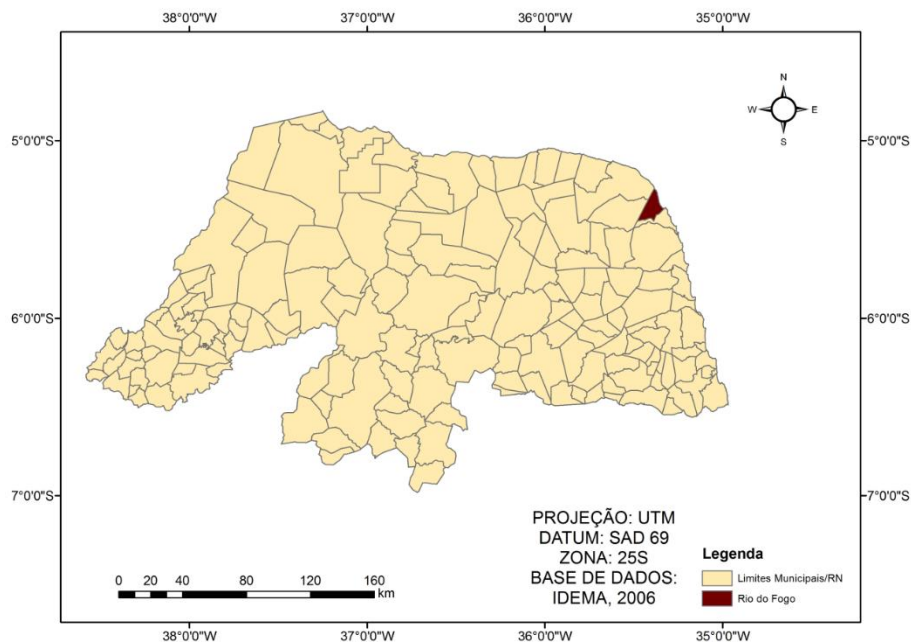 38°0'0"W 37°0'0"W 36°0'0"W 35°0'0"W
N
W E
S
5°0'0"S 5°0'0"S
6°0'0"S 6°0'0"S
7°0'0"S 7°0'0"S
PROJEÇÃO: UTM
DATUM: SAD 69
ZONA: 25S
BASE DE DADOS:
IDEMA, 2006
Legenda
Limites Municipais/RN
Rio do Fogo
0 10 20 40 80 120 160
km
38°0'0"W 37°0'0"W 36°0'0"W 35°0'0"W